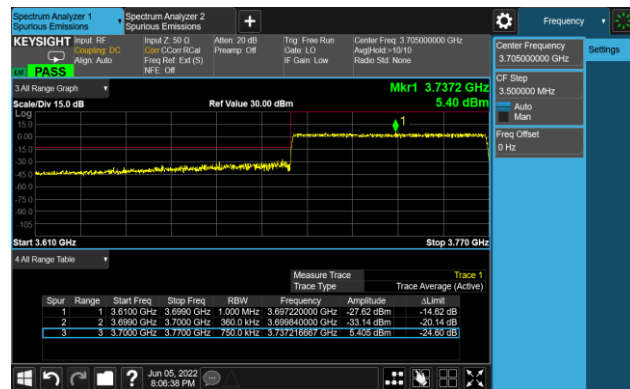 Spectrum Analyzer 1
Spurious Emissions
Spectrum Analyzer 2
Spurious Emissions
Frequency
KEYSIGHT
Input: RF
Coupling: DC
Align: Auto
Input Z: 50 Ω
Corr CCorr RCal
Freq Ref: Ext (S)
NFE: Off
Atten: 20 dB
Preamp: Off
Trig: Free Run
Gate: LO
IF Gain: Low
Center Freq: 3.705000000 GHz
Avg|Hold:>10/10
Radio Std: None
PASS
Center Frequency
3.705000000 GHz
Settings
CF Step
3.500000 MHz
Auto
Man
Freq Offset
0 Hz
3 All Range Graph
Mkr1 3.7372 GHz
5.40 dBm
Scale/Div 15.0 dB
Ref Value 30.00 dBm
Log
15.0
0.00
-15.0
-30.0
-45.0
-60.0
-75.0
-90.0
-105
1
Start 3.610 GHz
Stop 3.770 GHz
4 All Range Table
Measure Trace Trace 1
Trace Type Trace Average (Active)
Spur Range Start Freq Stop Freq RBW Frequency Amplitude ΔLimit
1 1 3.6100 GHz 3.6990 GHz 1.000 MHz 3.697220000 GHz -27.62 dBm -14.62 dB
2 2 3.6990 GHz 3.7000 GHz 360.0 kHz 3.699840000 GHz -33.14 dBm -20.14 dB
3 3 3.7000 GHz 3.7700 GHz 750.0 kHz 3.737216667 GHz 5.405 dBm -24.60 dB
Jun 05, 2022
8:06:38 PM